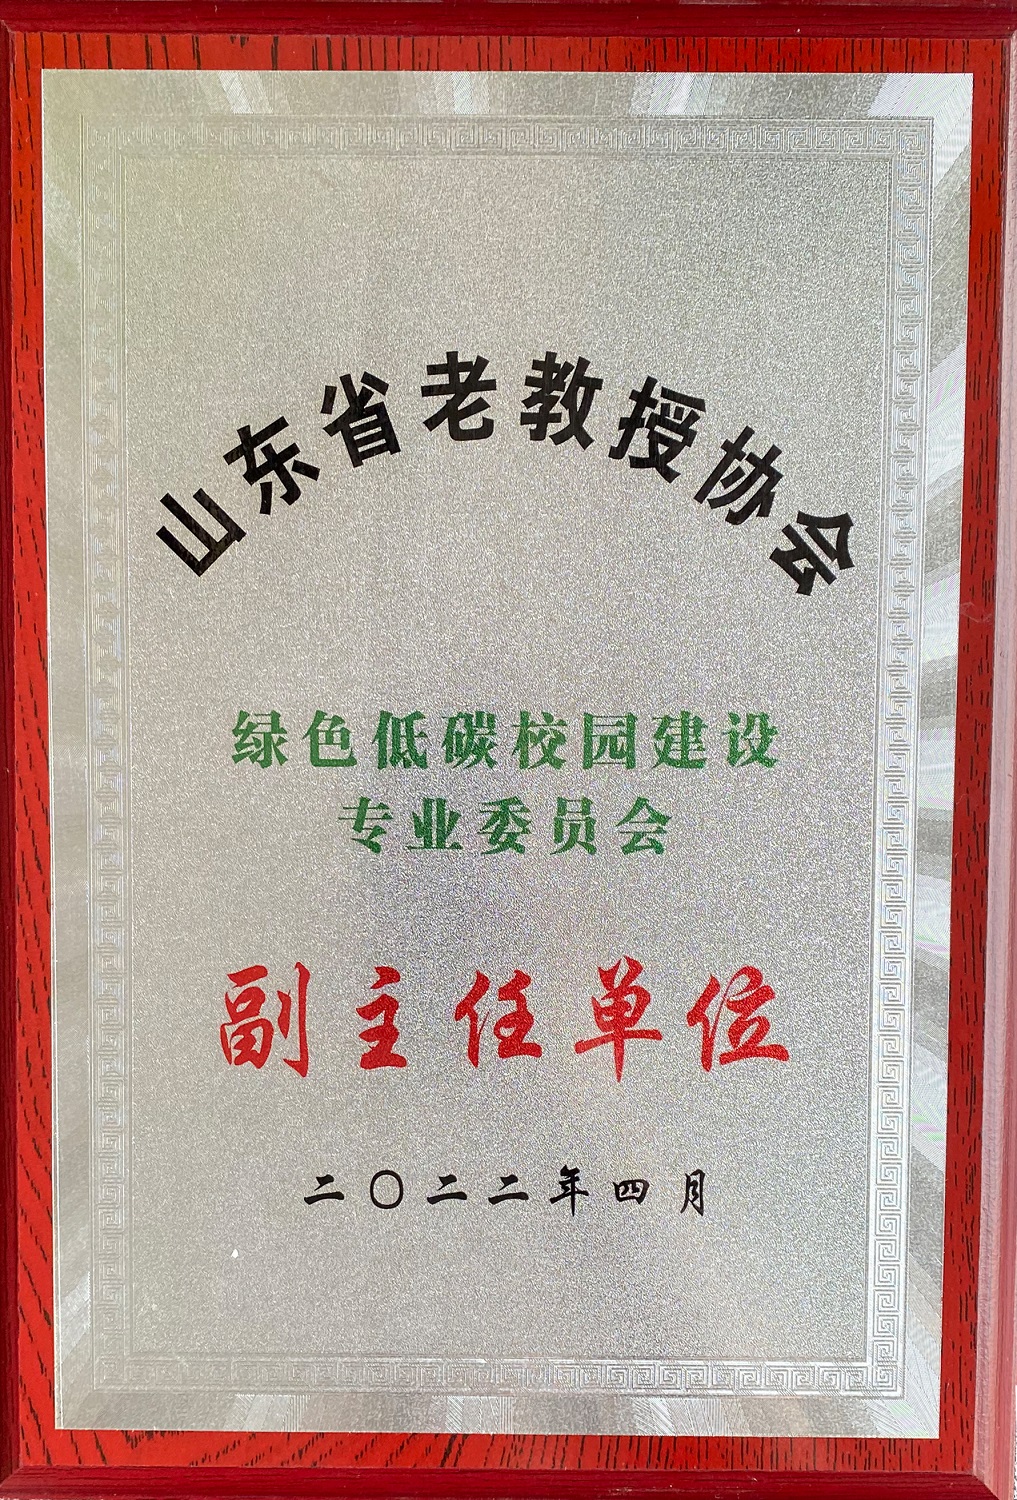 山东省老教授协会
绿色低碳校园建设
专业委员会
副主任单位
二〇二二年四月